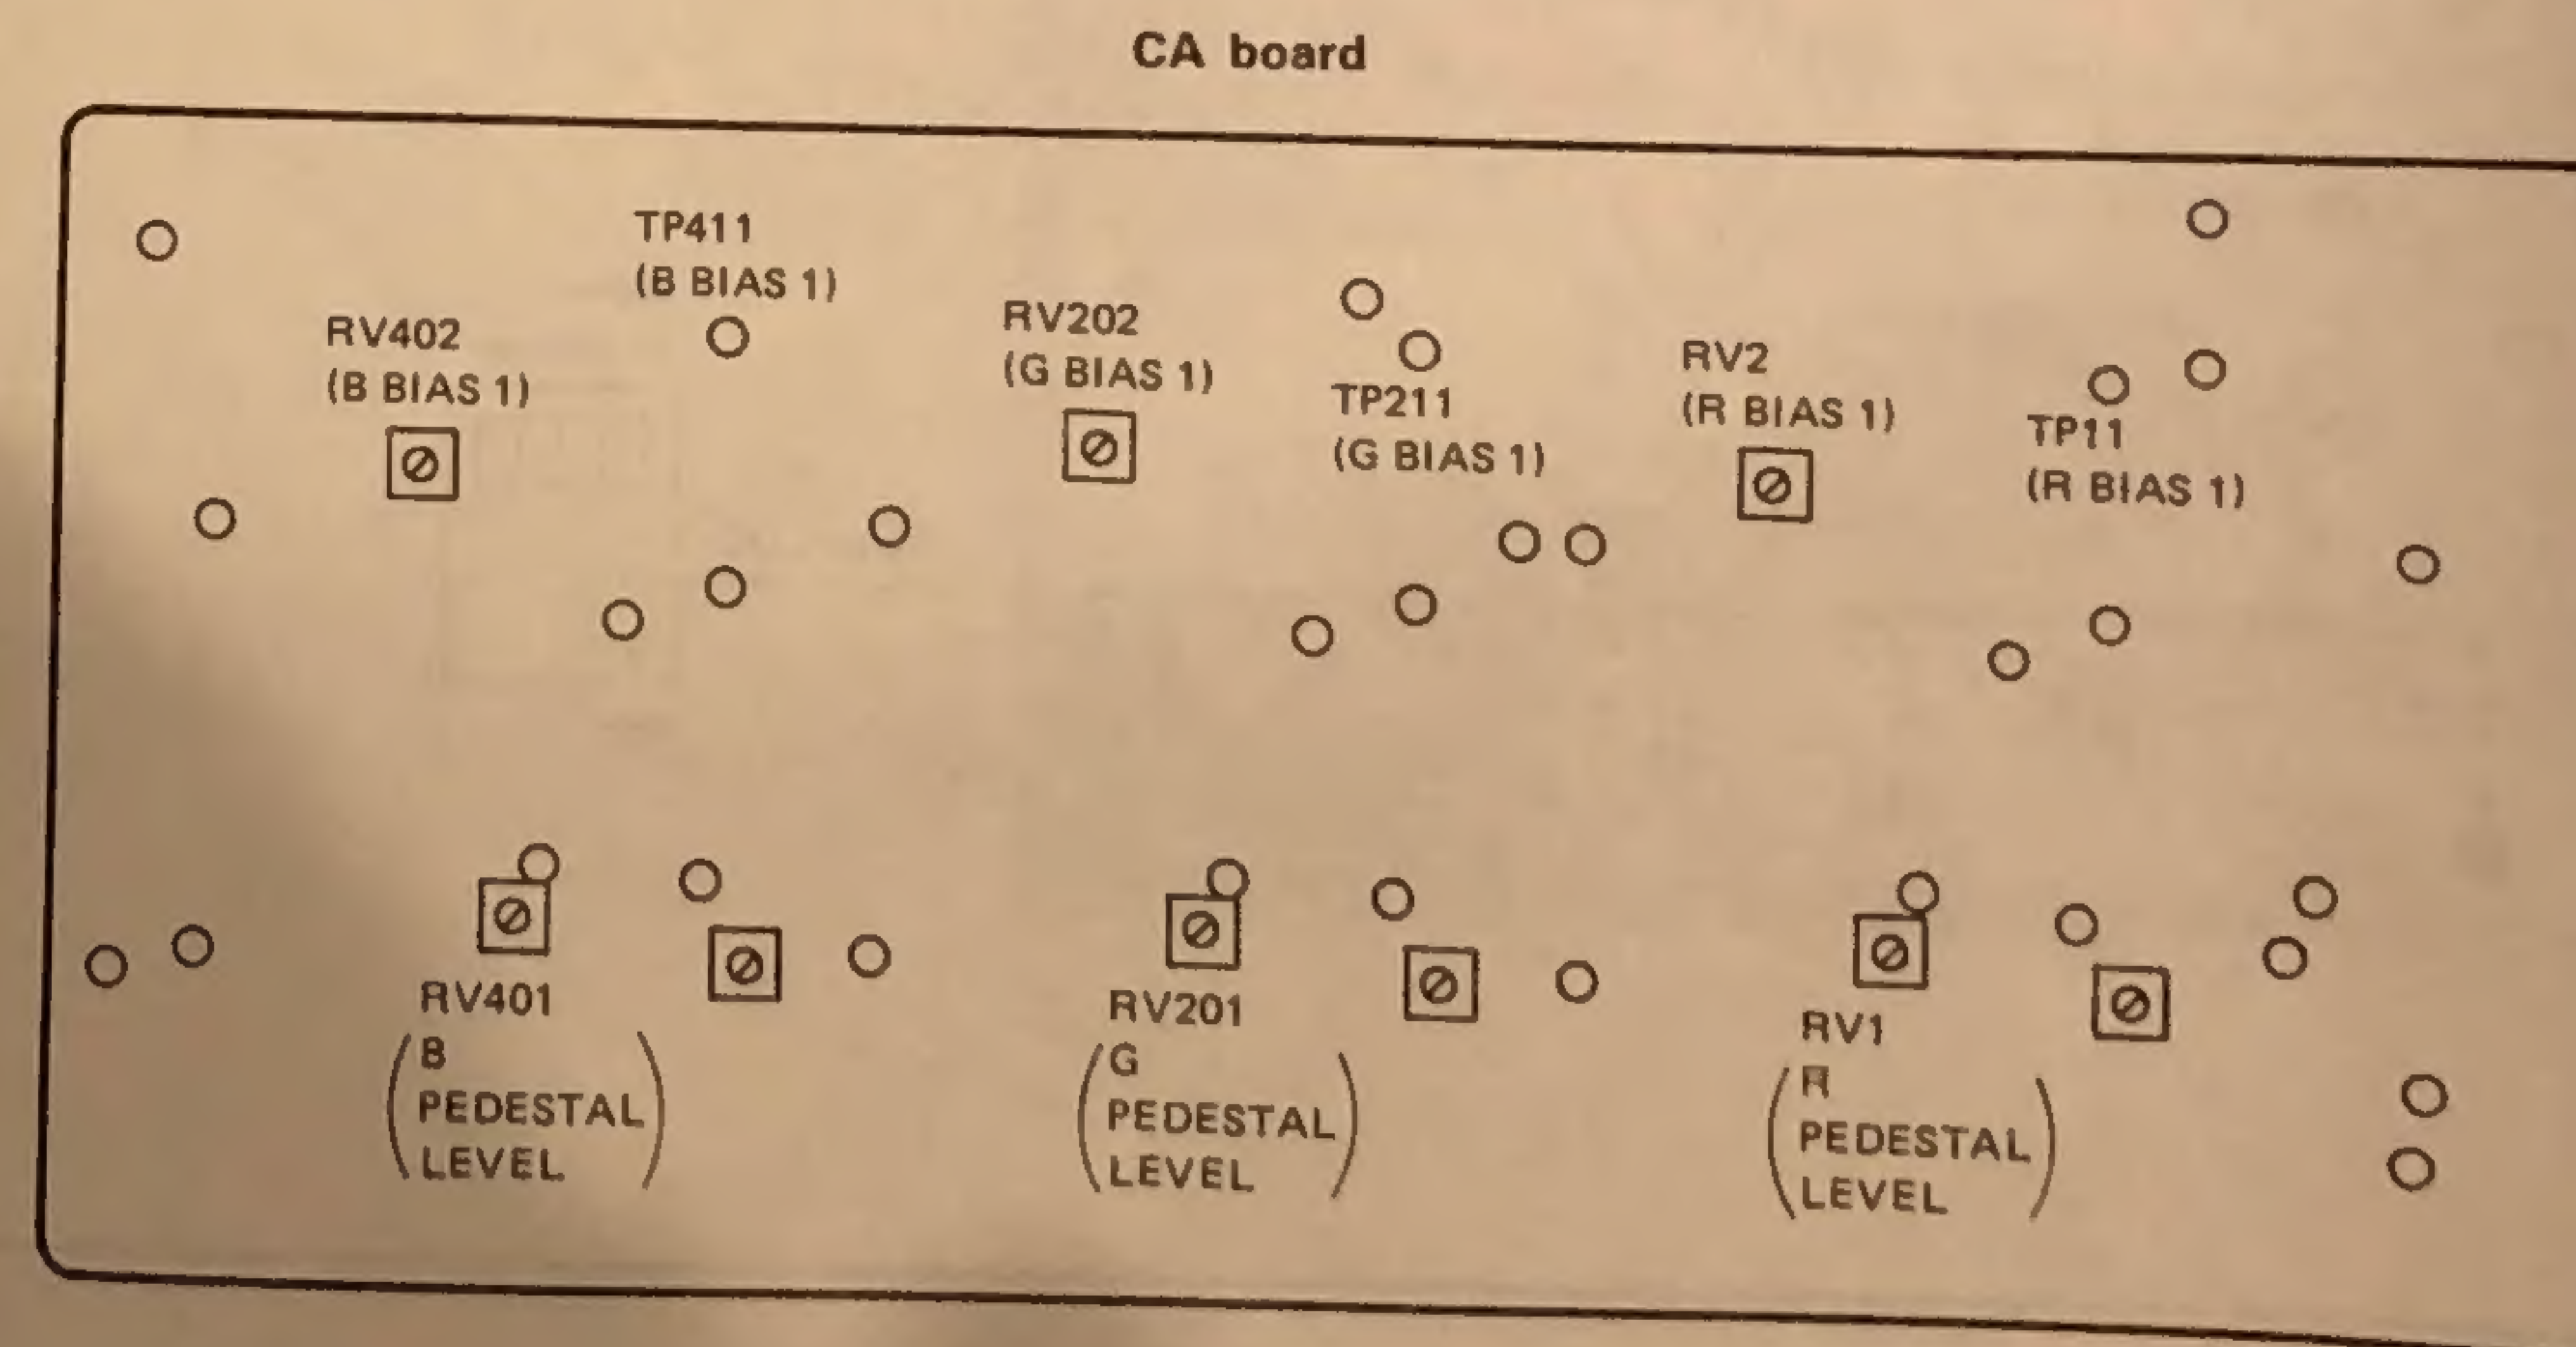 CA board
TP411
(B BIAS 1)
RV402
(B BIAS 1)
RV202
(G BIAS 1)
TP211
(G BIAS 1)
RV2
(R BIAS 1)
TP11
(R BIAS 1)
RV401
(B
PEDESTAL
LEVEL)
RV201
(G
PEDESTAL
LEVEL)
RV1
(R
PEDESTAL
LEVEL)